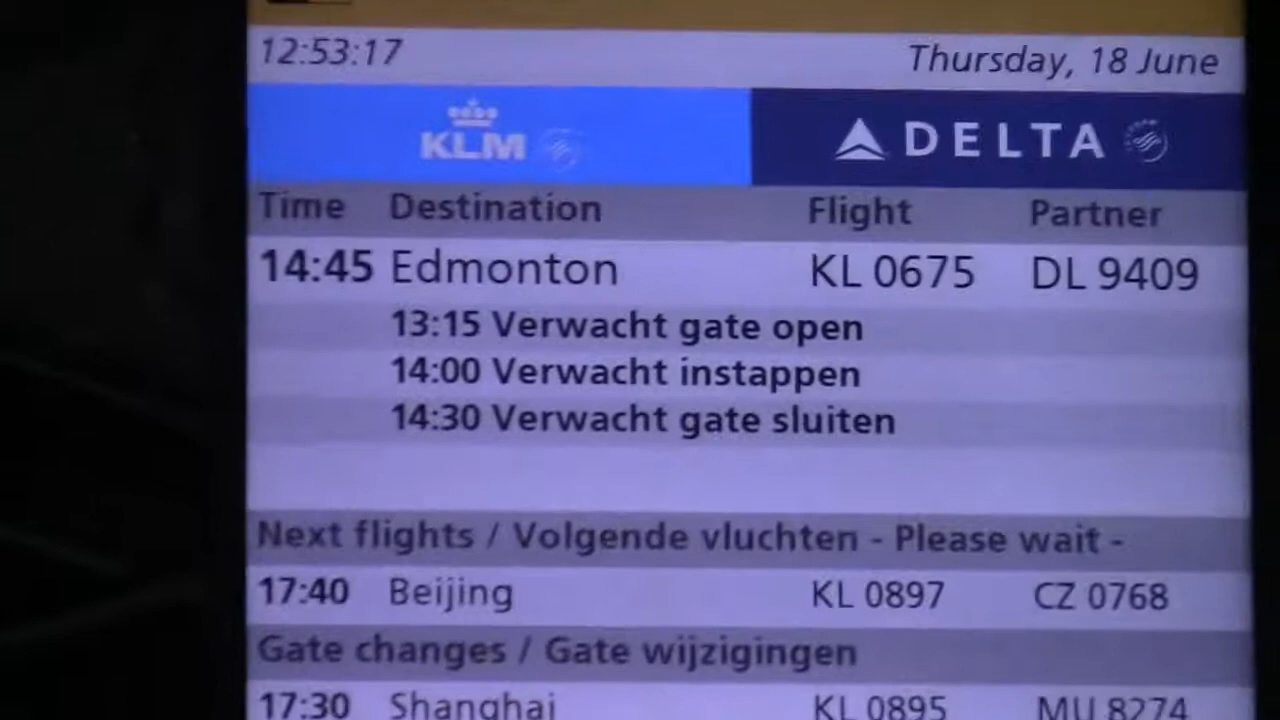 12:53:17 Thursday, 18 June
KLM DELTA
Time Destination Flight Partner
14:45 Edmonton KL 0675 DL 9409
13:15 Verwacht gate open
14:00 Verwacht instappen
14:30 Verwacht gate sluiten
Next flights / Volgende vluchten - Please wait -
17:40 Beijing KL 0897 CZ 0768
Gate changes / Gate wijzigingen
17:30 Shanghai KL 0895 MU 8274